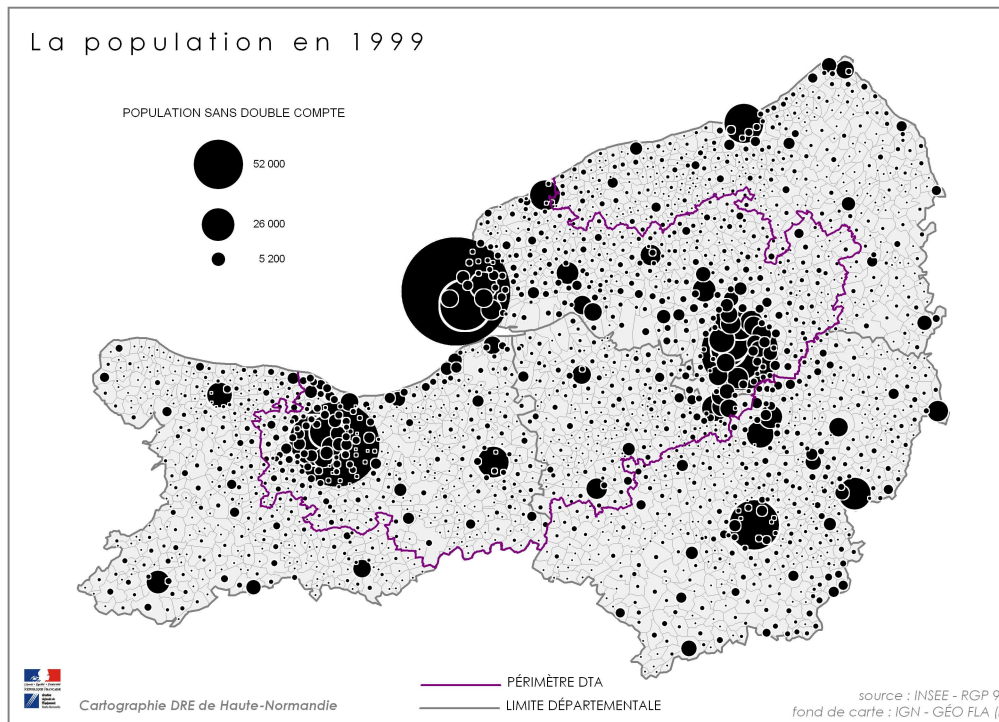 La population en 1999
POPULATION SANS DOUBLE COMPTE
52 000
26 000
5 200
PÉRIMÈTRE DTA
LIMITE DÉPARTEMENTALE
Cartographie DRE de Haute-Normandie
source : INSEE - RGP 9
fond de carte : IGN - GÉO FLA (